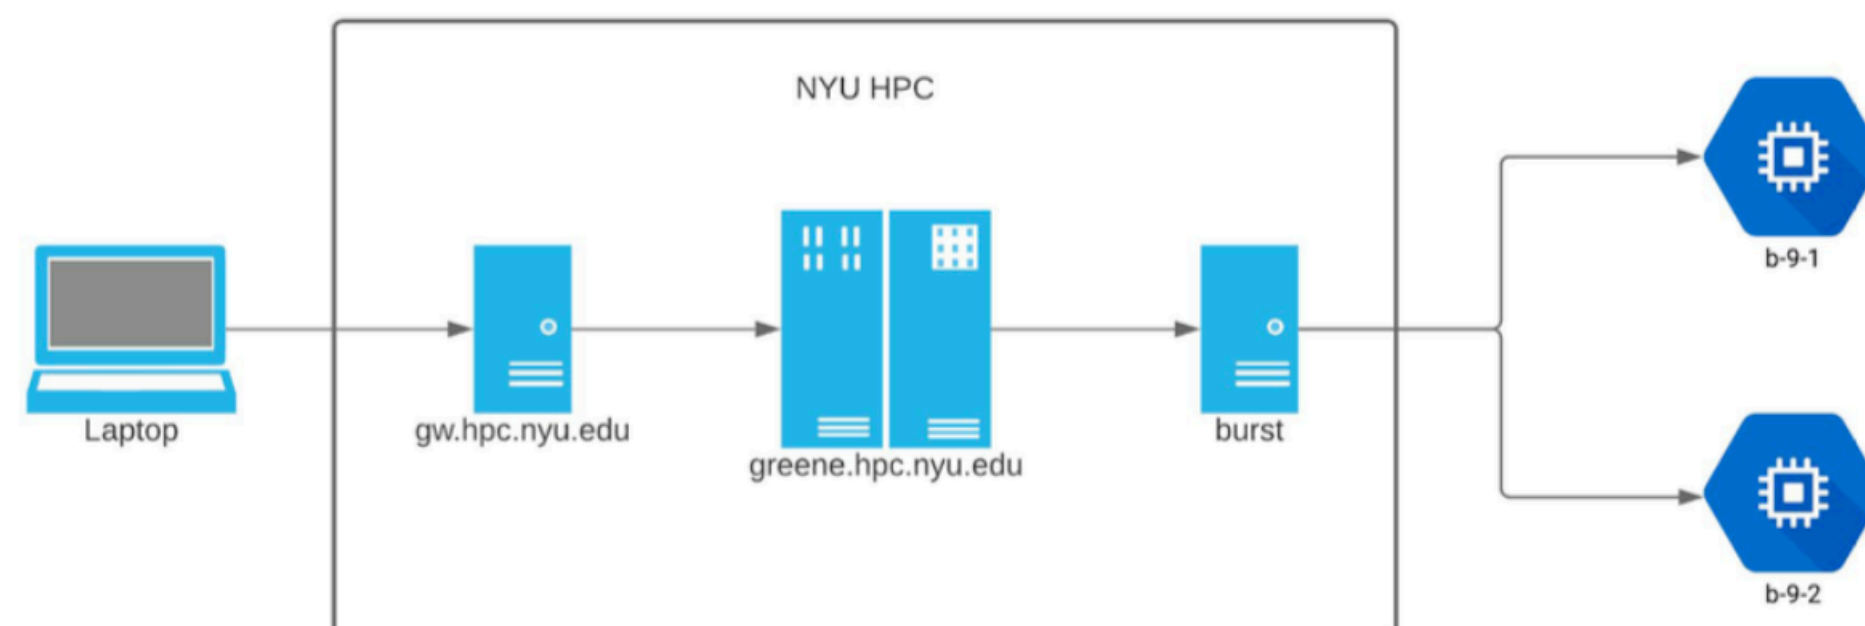 NYU HPC
Laptop
gw.hpc.nyu.edu
greene.hpc.nyu.edu
burst
b-9-1
b-9-2